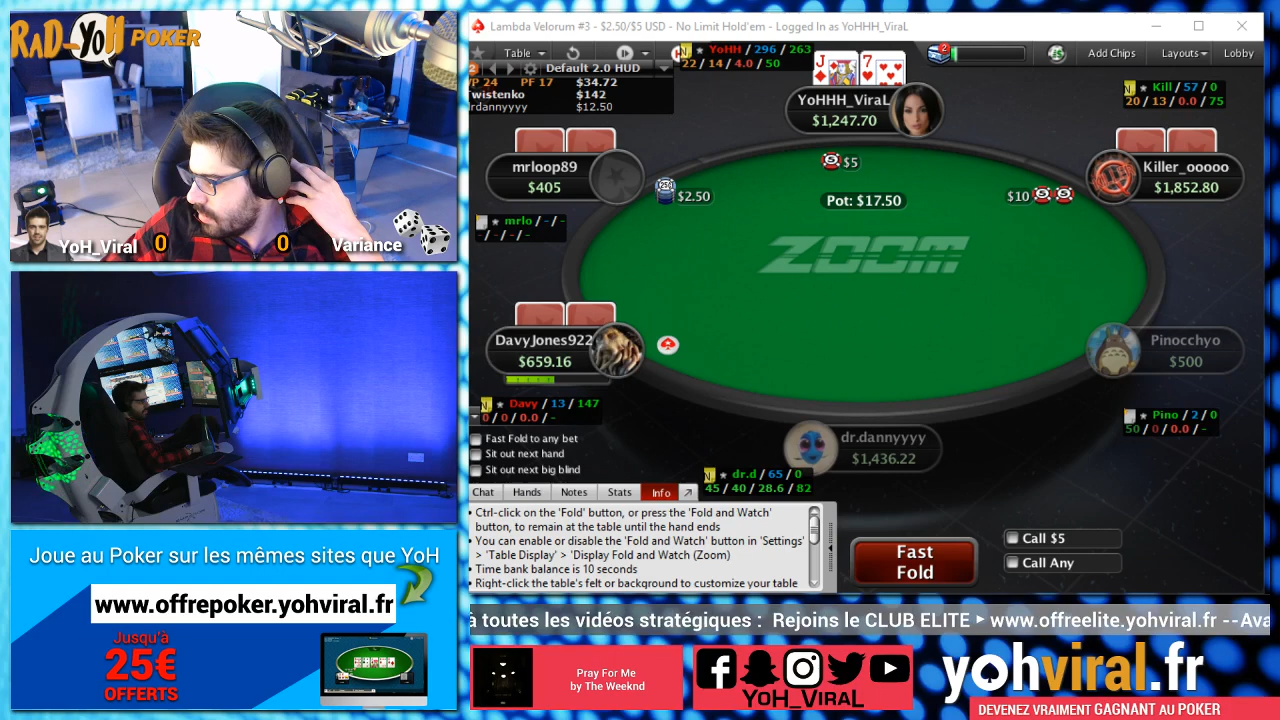 RaD-YoH POKER
YoH_Viral 0
0 Variance
Joue au Poker sur les mêmes sites que YoH
www.offrepoker.yohviral.fr
Jusqu'à
25€
OFFERTS
Lambda Velorum #3 - $2.50/$5 USD - No Limit Hold'em - Logged In as YoHHH_ViraL
Table
2
Add Chips
Layouts
Lobby
YoHH / 296 / 263
22 / 14 / 4.0 / 50
Default 2.0 HUD
VP 24 PF 17 $34.72
Twistenko $142
rdannyyyy $12.50
J 7
YoHHH_ViraL
$1,247.70
Kill / 57 / 0
20 / 13 / 0.0 / 75
mrloop89
$405
Killer_ooooo
$1,852.80
$5
$2.50
$10
Pot: $17.50
mrlo / - / -
- / - / - / -
ZOOM
DavyJones922
$659.16
Pinocchyo
$500
Davy / 13 / 147
0 / 0 / 0.0 / -
Pino / 2 / 0
50 / 0 / 0.0 / -
dr.dannyyyy
$1,436.22
dr.d / 65 / 0
45 / 40 / 28.6 / 82
Fast Fold to any bet
Sit out next hand
Sit out next big blind
Chat Hands Notes Stats Info
• Ctrl-click on the 'Fold' button, or press the 'Fold and Watch'
button, to remain at the table until the hand ends
• You can enable or disable the 'Fold and Watch' button in 'Settings'
> 'Table Display' > 'Display Fold and Watch (Zoom)
• Time bank balance is 10 seconds
• Right-click the table's felt or background to customize your table
Fast
Fold
Call $5
Call Any
à toutes les vidéos stratégiques : Rejoins le CLUB ELITE ▸ www.offreelite.yohviral.fr --Ava
Pray For Me
by The Weeknd
YoH_ViraL
yohviral.fr
DEVENEZ VRAIMENT GAGNANT AU POKER